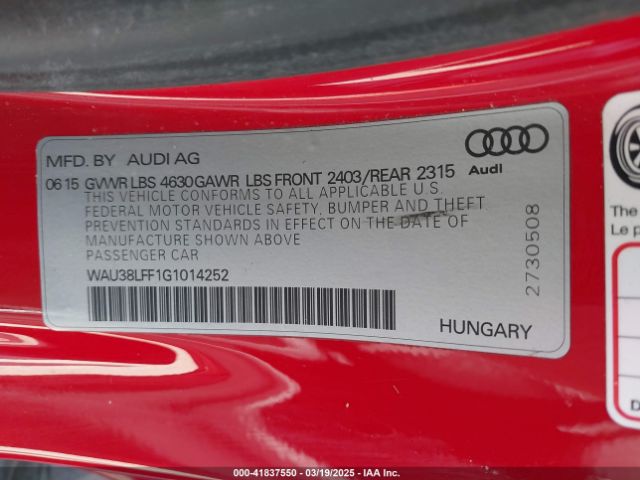 MFD. BY AUDI AG
06 15 GVWR LBS 4630 GAWR LBS FRONT 2403/REAR 2315
THIS VEHICLE CONFORMS TO ALL APPLICABLE U.S.
FEDERAL MOTOR VEHICLE SAFETY, BUMPER AND THEFT
PREVENTION STANDARDS IN EFFECT ON THE DATE OF
MANUFACTURE SHOWN ABOVE
PASSENGER CAR
WAU38LFF1G1014252
Audi
2730508
HUNGARY
The
Le p
D
000-41837550 - 03/19/2025 - IAA Inc.